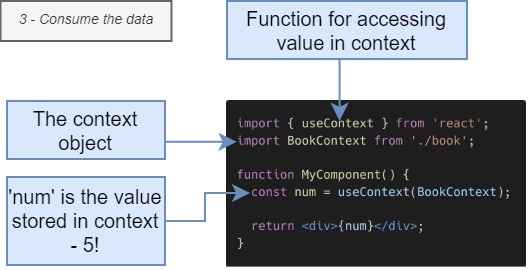 3 - Consume the data
Function for accessing
value in context
The context
object
'num' is the value
stored in context
- 5!
import { useContext } from 'react';
import BookContext from './book';
function MyComponent() {
const num = useContext(BookContext);
return <div>{num}</div>;
}